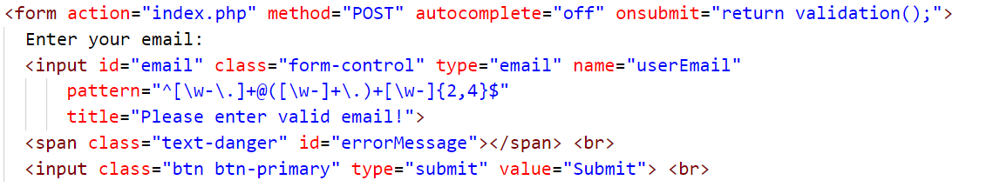 <form action="index.php" method="POST" autocomplete="off" onsubmit="return validation();">
Enter your email:
<input id="email" class="form-control" type="email" name="userEmail"
pattern="^[\w-\.]+@([\w-]+\.)+[\w-]{2,4}$"
title="Please enter valid email!">
<span class="text-danger" id="errorMessage"></span> <br>
<input class="btn btn-primary" type="submit" value="Submit"> <br>